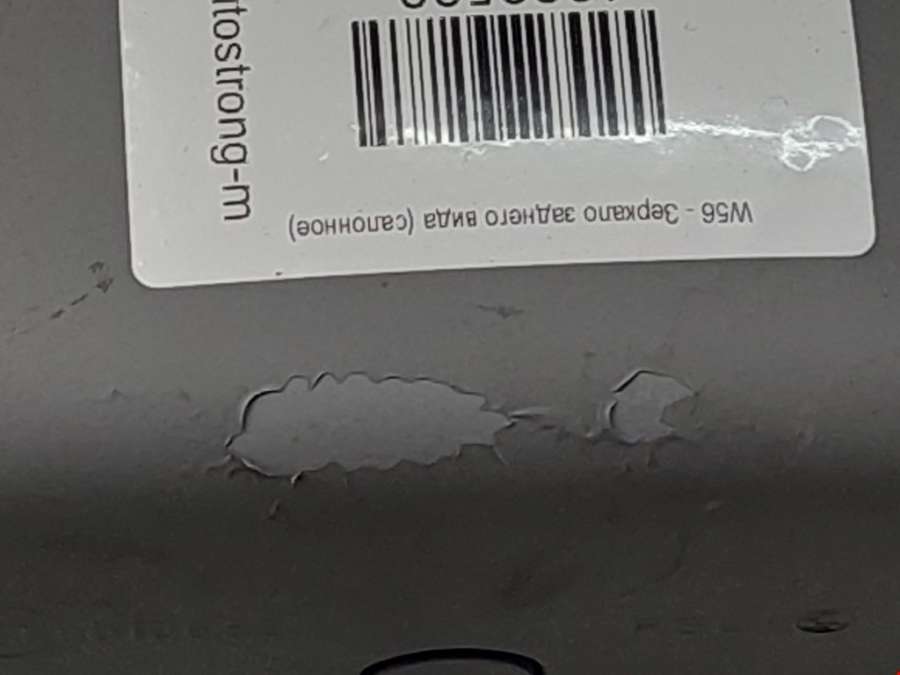 tostrong-m
W56 - Зеркало заднего вида (салонное)